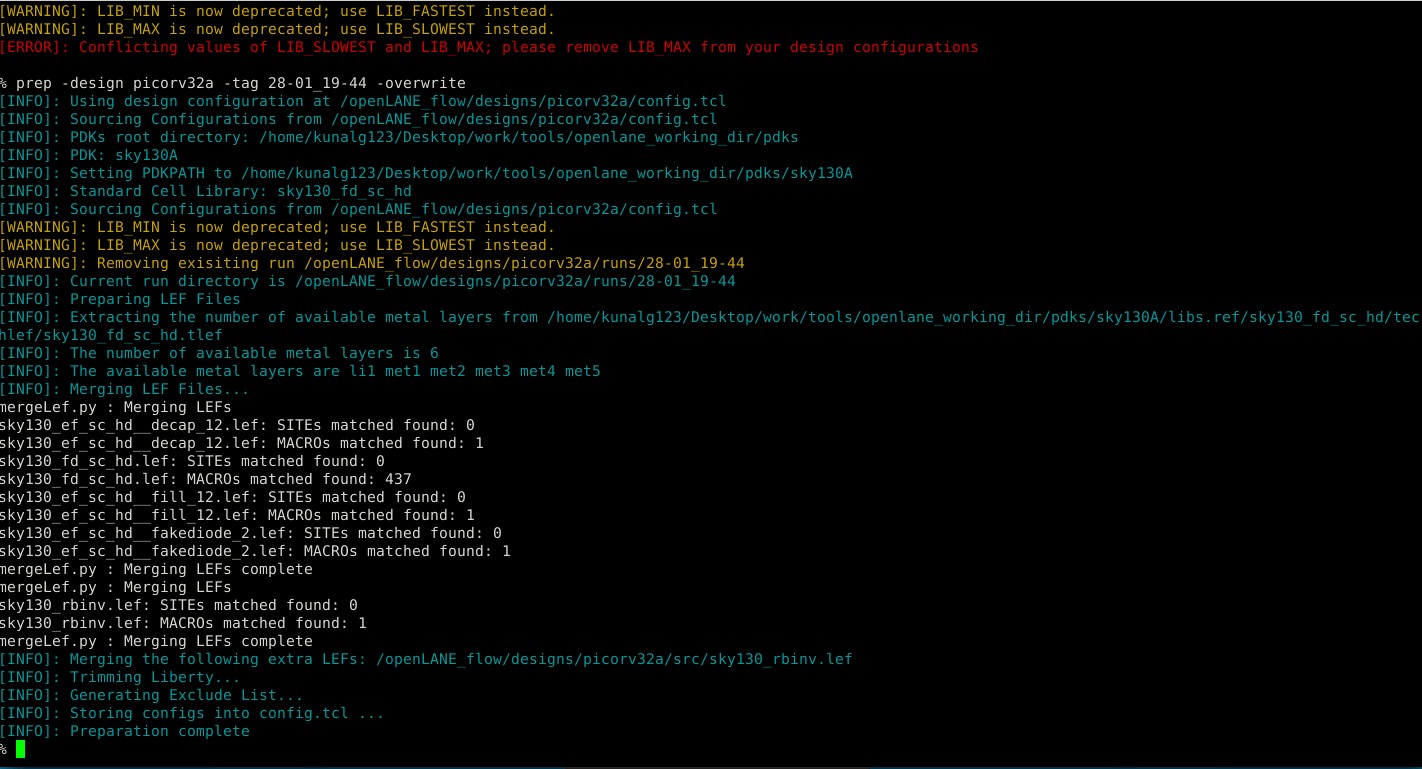 [WARNING]: LIB_MIN is now deprecated; use LIB_FASTEST instead.
[WARNING]: LIB_MAX is now deprecated; use LIB_SLOWEST instead.
[ERROR]: Conflicting values of LIB_SLOWEST and LIB_MAX; please remove LIB_MAX from your design configurations
% prep -design picorv32a -tag 28-01_19-44 -overwrite
[INFO]: Using design configuration at /openLANE_flow/designs/picorv32a/config.tcl
[INFO]: Sourcing Configurations from /openLANE_flow/designs/picorv32a/config.tcl
[INFO]: PDKs root directory: /home/kunalg123/Desktop/work/tools/openlane_working_dir/pdks
[INFO]: PDK: sky130A
[INFO]: Setting PDKPATH to /home/kunalg123/Desktop/work/tools/openlane_working_dir/pdks/sky130A
[INFO]: Standard Cell Library: sky130_fd_sc_hd
[INFO]: Sourcing Configurations from /openLANE_flow/designs/picorv32a/config.tcl
[WARNING]: LIB_MIN is now deprecated; use LIB_FASTEST instead.
[WARNING]: LIB_MAX is now deprecated; use LIB_SLOWEST instead.
[WARNING]: Removing exisiting run /openLANE_flow/designs/picorv32a/runs/28-01_19-44
[INFO]: Current run directory is /openLANE_flow/designs/picorv32a/runs/28-01_19-44
[INFO]: Preparing LEF Files
[INFO]: Extracting the number of available metal layers from /home/kunalg123/Desktop/work/tools/openlane_working_dir/pdks/sky130A/libs.ref/sky130_fd_sc_hd/tec
hlef/sky130_fd_sc_hd.tlef
[INFO]: The number of available metal layers is 6
[INFO]: The available metal layers are li1 met1 met2 met3 met4 met5
[INFO]: Merging LEF Files...
mergeLef.py : Merging LEFs
sky130_ef_sc_hd__decap_12.lef: SITEs matched found: 0
sky130_ef_sc_hd__decap_12.lef: MACROs matched found: 1
sky130_fd_sc_hd.lef: SITEs matched found: 0
sky130_fd_sc_hd.lef: MACROs matched found: 437
sky130_ef_sc_hd__fill_12.lef: SITEs matched found: 0
sky130_ef_sc_hd__fill_12.lef: MACROs matched found: 1
sky130_ef_sc_hd__fakediode_2.lef: SITEs matched found: 0
sky130_ef_sc_hd__fakediode_2.lef: MACROs matched found: 1
mergeLef.py : Merging LEFs complete
mergeLef.py : Merging LEFs
sky130_rbinv.lef: SITEs matched found: 0
sky130_rbinv.lef: MACROs matched found: 1
mergeLef.py : Merging LEFs complete
[INFO]: Merging the following extra LEFs: /openLANE_flow/designs/picorv32a/src/sky130_rbinv.lef
[INFO]: Trimming Liberty...
[INFO]: Generating Exclude List...
[INFO]: Storing configs into config.tcl ...
[INFO]: Preparation complete
%